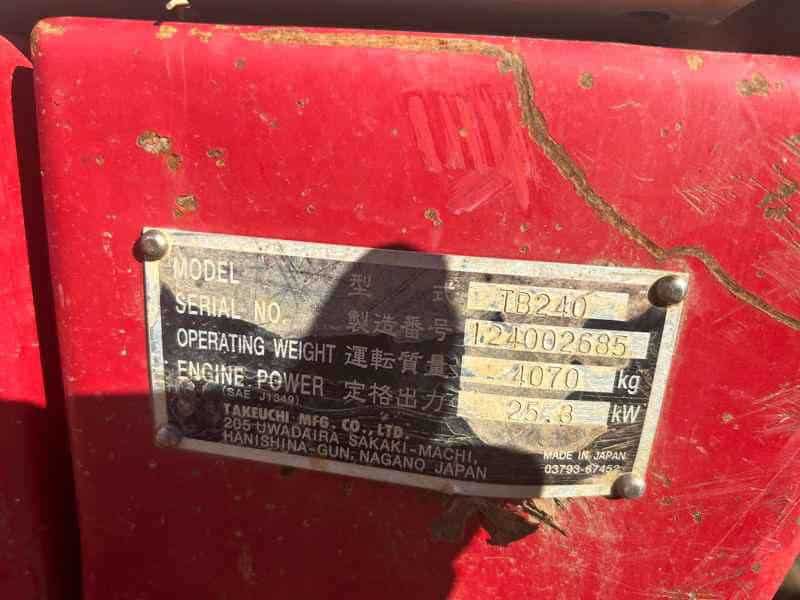 MODEL 型 式 TB240
SERIAL NO. 製造番号 124002685
OPERATING WEIGHT 運転質量 4070 kg
ENGINE POWER 定格出力 25.3 kW
(SAE J1349)
TAKEUCHI MFG. CO., LTD.
205 UWADAIRA SAKAKI-MACHI,
HANISHINA-GUN, NAGANO JAPAN
MADE IN JAPAN
03793-67452